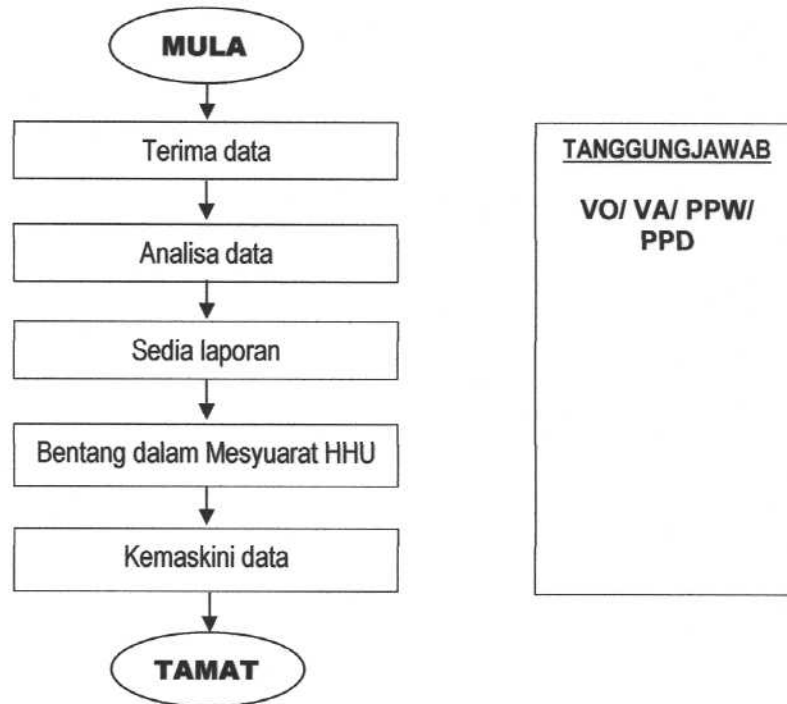 MULA
Terima data
Analisa data
Sedia laporan
Bentang dalam Mesyuarat HHU
Kemaskini data
TAMAT
TANGGUNGJAWAB
VO/ VA/ PPW/
PPD